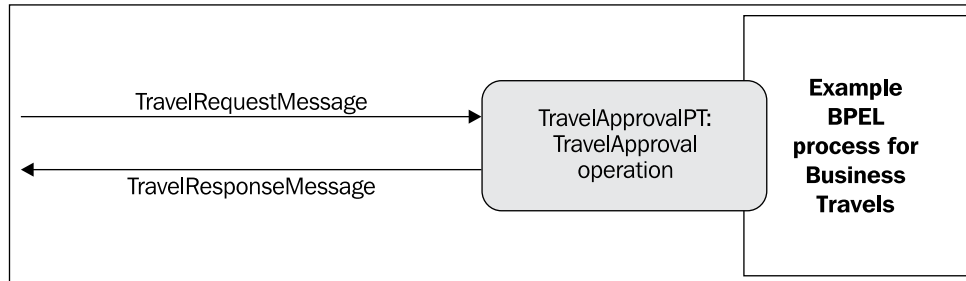 TravelRequestMessage
TravelResponseMessage
TravelApprovalPT:
TravelApproval
operation
Example
BPEL
process for
Business
Travels